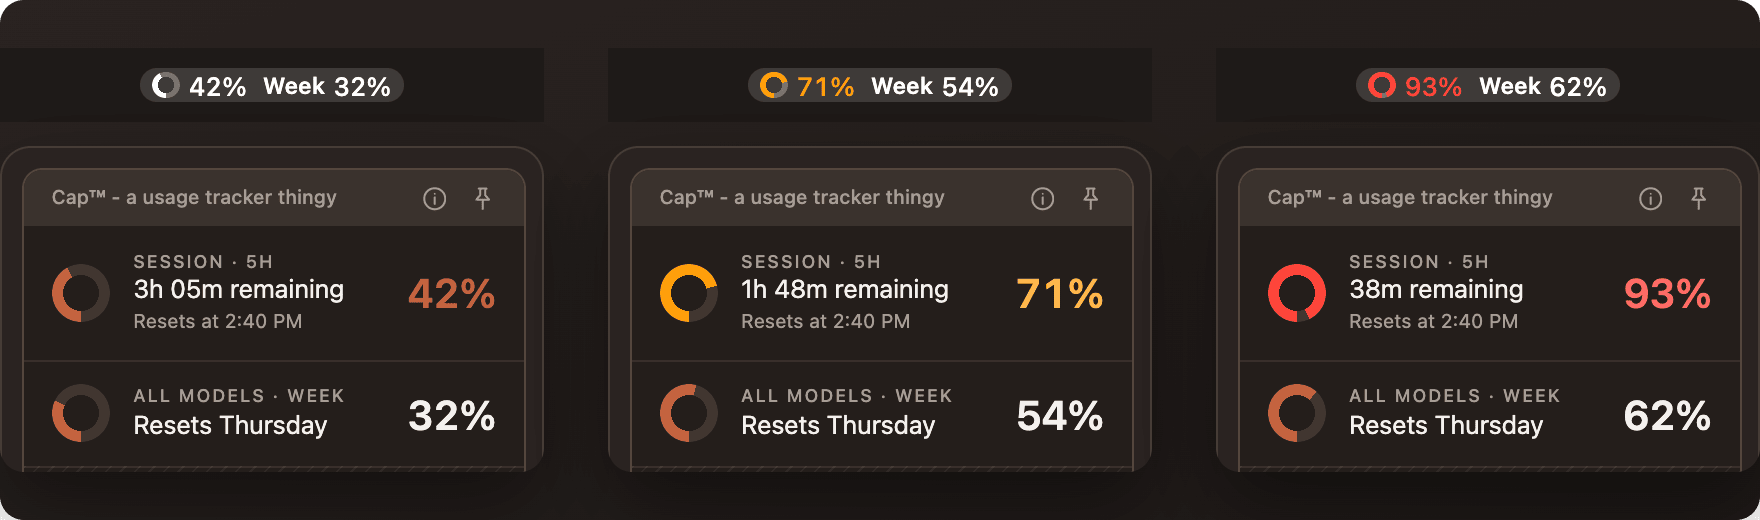 42% Week 32%
Cap™ - a usage tracker thingy
SESSION · 5H
3h 05m remaining
Resets at 2:40 PM
42%
ALL MODELS · WEEK
Resets Thursday
32%
71% Week 54%
Cap™ - a usage tracker thingy
SESSION · 5H
1h 48m remaining
Resets at 2:40 PM
71%
ALL MODELS · WEEK
Resets Thursday
54%
93% Week 62%
Cap™ - a usage tracker thingy
SESSION · 5H
38m remaining
Resets at 2:40 PM
93%
ALL MODELS · WEEK
Resets Thursday
62%